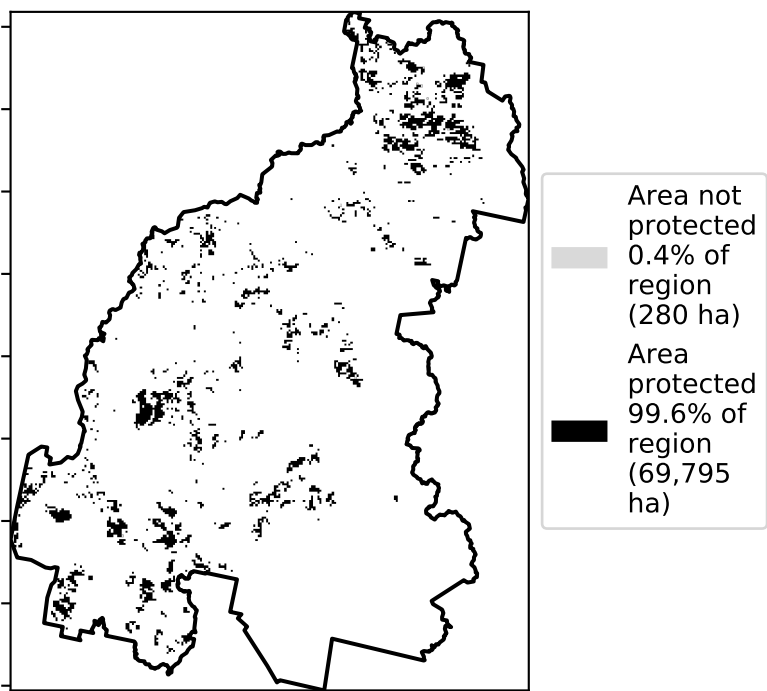 Area not
protected
0.4% of
region
(280 ha)
Area
protected
99.6% of
region
(69,795
ha)